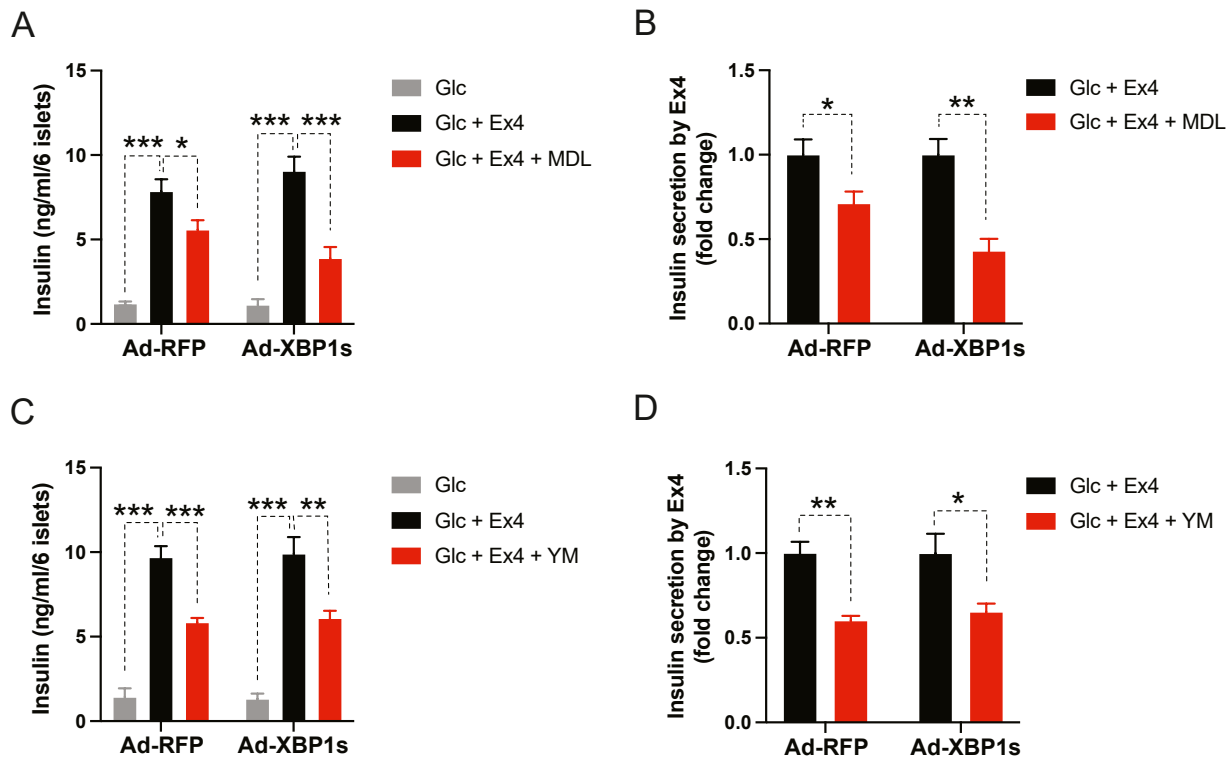 A
Insulin (ng/ml/6 islets)
15
10
5
0
*** * *** ***
Ad-RFP Ad-XBP1s
Glc
Glc + Ex4
Glc + Ex4 + MDL
B
Insulin secretion by Ex4
(fold change)
1.5
1.0
0.5
0.0
* **
Ad-RFP Ad-XBP1s
Glc + Ex4
Glc + Ex4 + MDL
C
Insulin (ng/ml/6 islets)
15
10
5
0
*** *** *** **
Ad-RFP Ad-XBP1s
Glc
Glc + Ex4
Glc + Ex4 + YM
D
Insulin secretion by Ex4
(fold change)
1.5
1.0
0.5
0.0
** *
Ad-RFP Ad-XBP1s
Glc + Ex4
Glc + Ex4 + YM